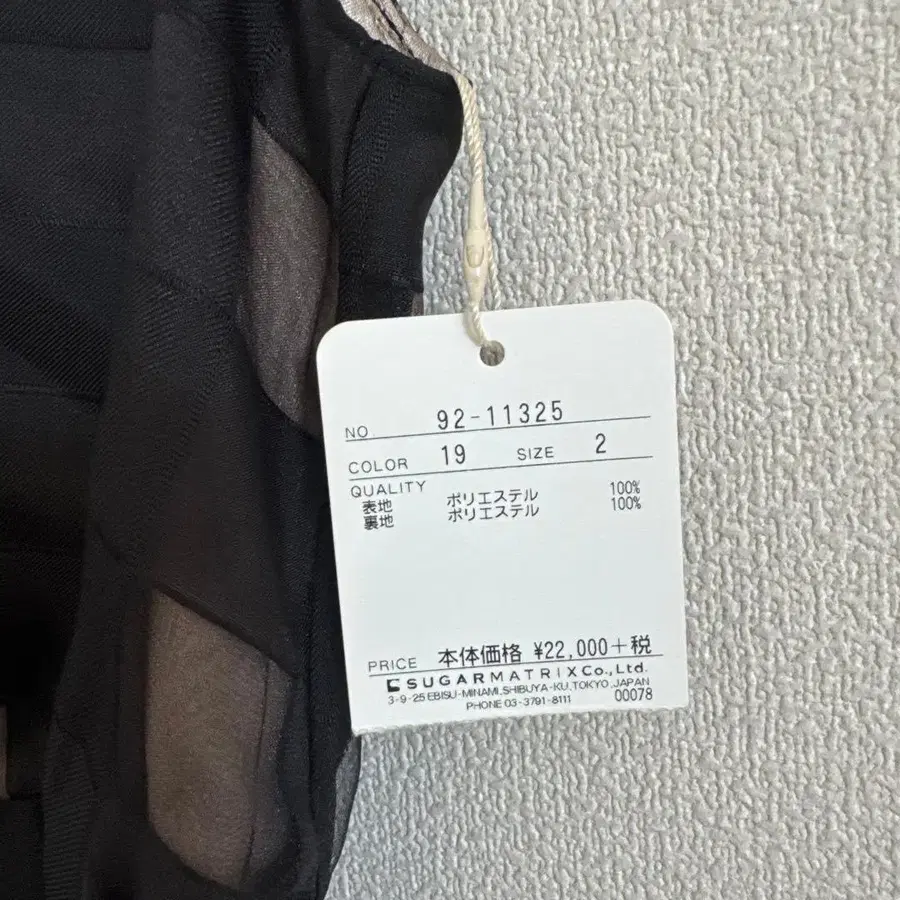 NO. 92-11325
COLOR 19 SIZE 2
QUALITY
表地 ポリエステル 100%
裏地 ポリエステル 100%
PRICE 本体価格 ¥22,000+税
SUGARMATRIX Co., Ltd.
3-9-25 EBISU-MINAMI, SHIBUYA-KU, TOKYO, JAPAN
PHONE 03-3791-8111 00078